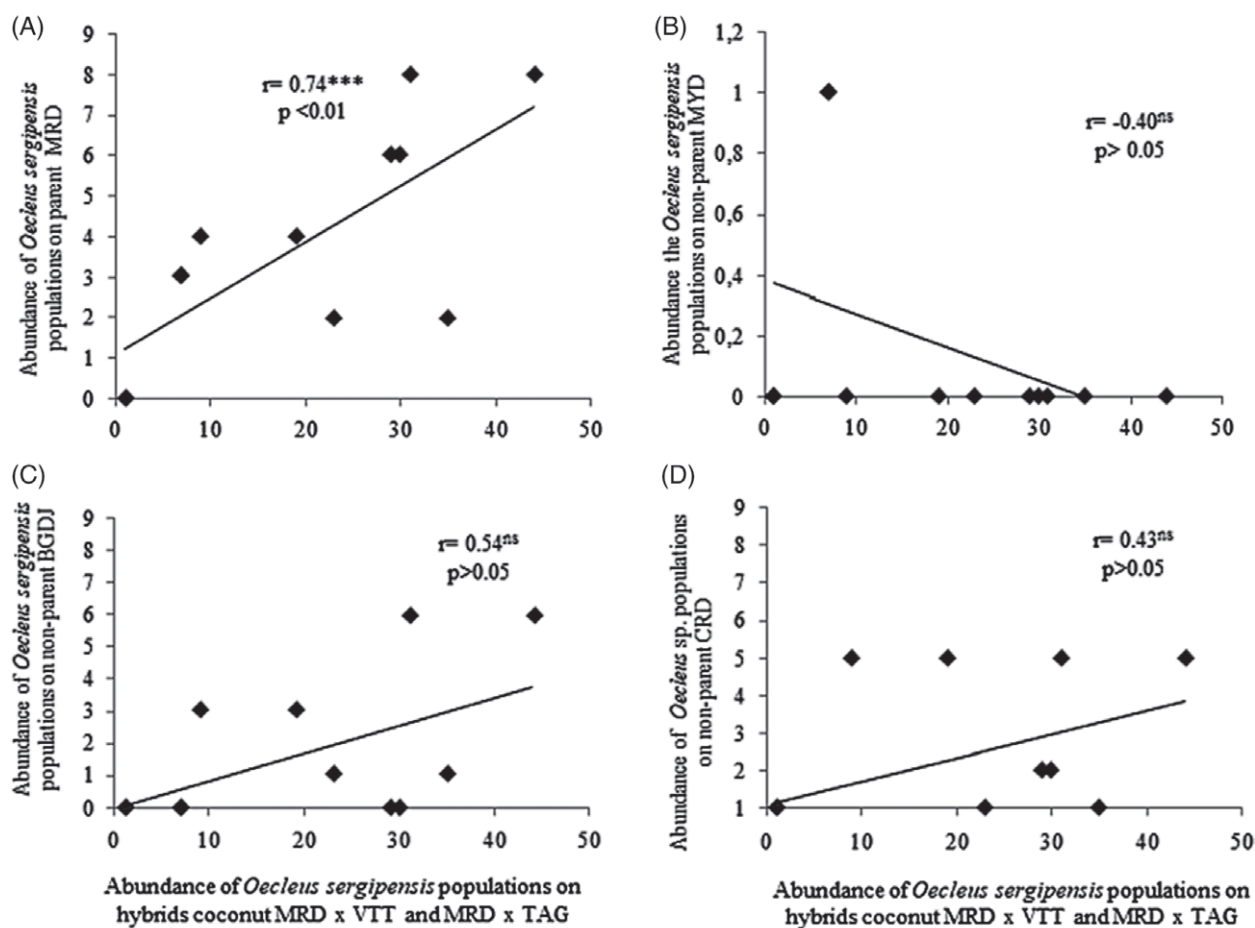 (A)
Abundance of Oecleus sergipensis
populations on parent MRD
9
8
7
6
5
4
3
2
1
0
r= 0.74***
p <0.01
0 10 20 30 40 50
(B)
Abundance the Oecleus sergipensis
populations on non-parent MYD
1,2
1
0,8
0,6
0,4
0,2
0
r= -0.40ns
p> 0.05
0 10 20 30 40 50
(C)
Abundance of Oecleus sergipensis
populations on non-parent BGDJ
9
8
7
6
5
4
3
2
1
0
r= 0.54ns
p>0.05
0 10 20 30 40 50
Abundance of Oecleus sergipensis populations on
hybrids coconut MRD x VTT and MRD x TAG
(D)
Abundance of Oecleus sp. populations
on non-parent CRD
9
8
7
6
5
4
3
2
1
r= 0.43ns
p>0.05
0 10 20 30 40 50
Abundance of Oecleus sergipensis populations on
hybrids coconut MRD x VTT and MRD x TAG